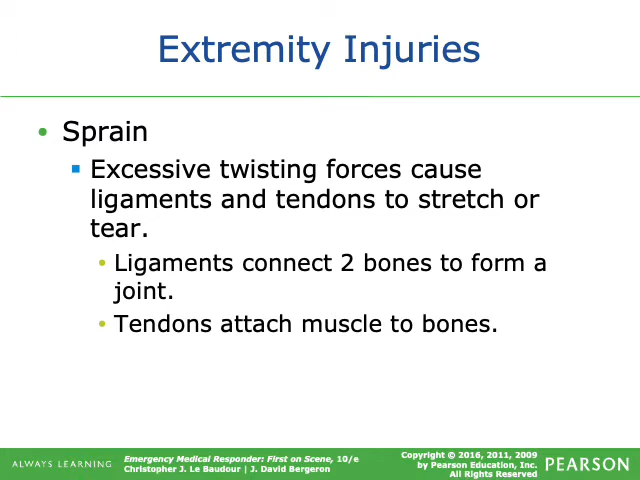 Extremity Injuries
• Sprain
▪ Excessive twisting forces cause
ligaments and tendons to stretch or
tear.
• Ligaments connect 2 bones to form a
joint.
• Tendons attach muscle to bones.
ALWAYS LEARNING
Emergency Medical Responder: First on Scene, 10/e
Christopher J. Le Baudour | J. David Bergeron
Copyright © 2016, 2011, 2009
by Pearson Education, Inc.
All Rights Reserved
PEARSON